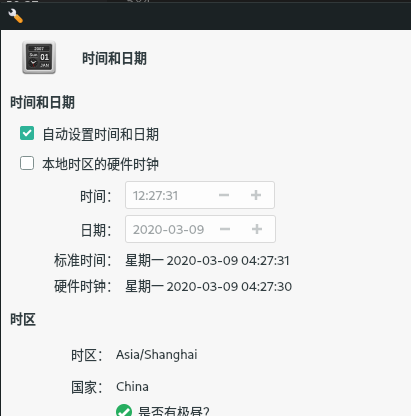 时间和日期
时间和日期
自动设置时间和日期
本地时区的硬件时钟
时间： 12:27:31
日期： 2020-03-09
标准时间： 星期一 2020-03-09 04:27:31
硬件时钟： 星期一 2020-03-09 04:27:30
时区
时区： Asia/Shanghai
国家： China
是否有极昼?